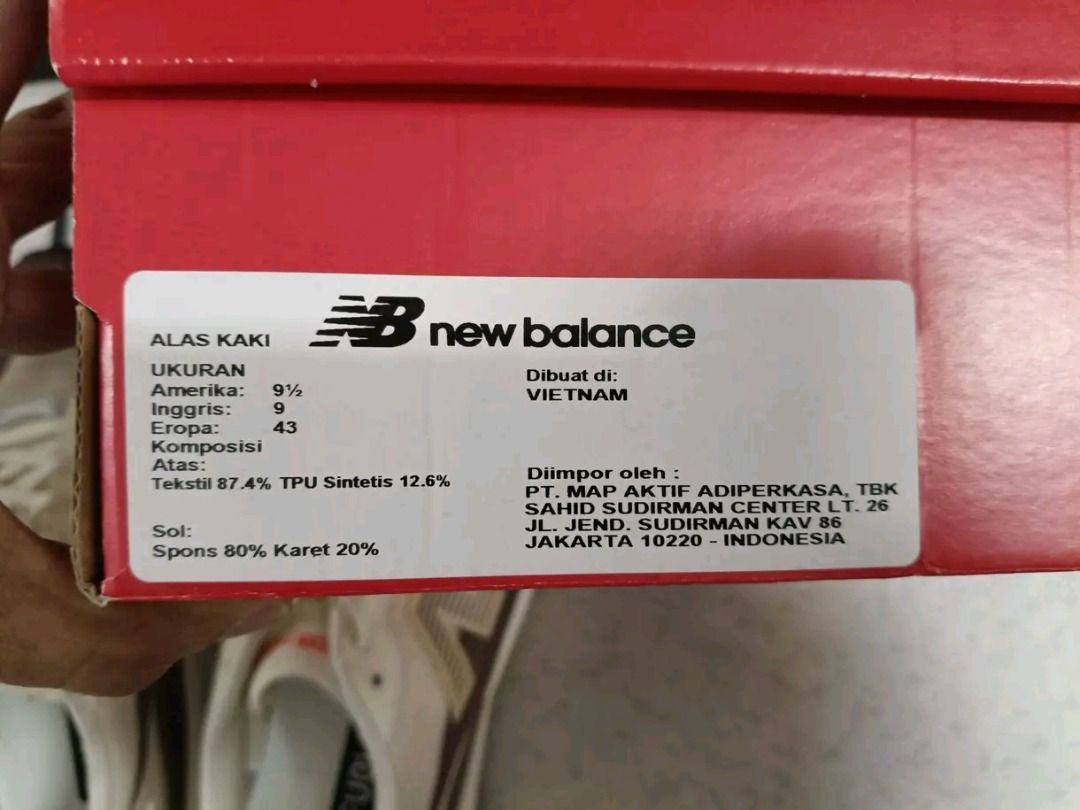 ALAS KAKI
NB new balance
UKURAN
Amerika: 9½
Inggris: 9
Eropa: 43
Komposisi
Atas:
Tekstil 87.4% TPU Sintetis 12.6%
Sol:
Spons 80% Karet 20%
Dibuat di:
VIETNAM
Diimpor oleh :
PT. MAP AKTIF ADIPERKASA, TBK
SAHID SUDIRMAN CENTER LT. 26
JL. JEND. SUDIRMAN KAV 86
JAKARTA 10220 - INDONESIA